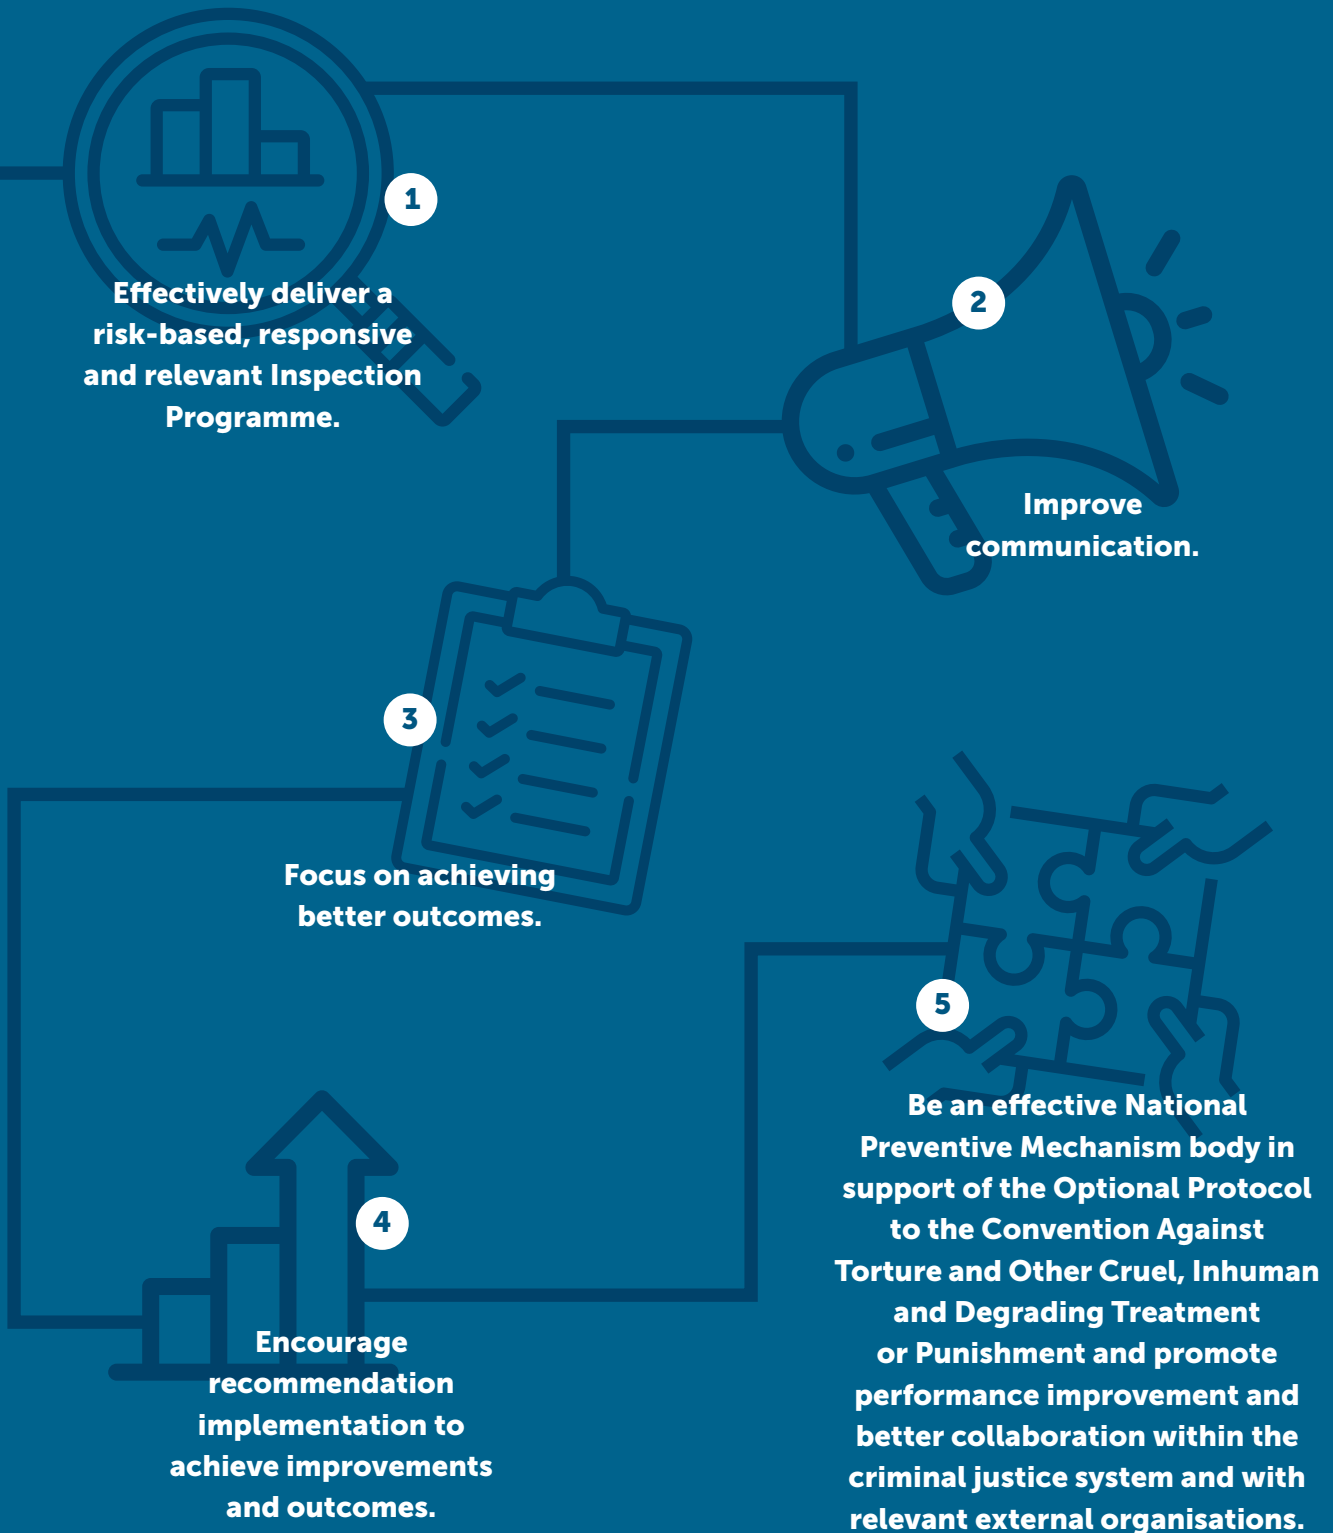 1
Effectively deliver a
risk-based, responsive
and relevant Inspection
Programme.
2
Improve
communication.
3
Focus on achieving
better outcomes.
4
Encourage
recommendation
implementation to
achieve improvements
and outcomes.
5
Be an effective National
Preventive Mechanism body in
support of the Optional Protocol
to the Convention Against
Torture and Other Cruel, Inhuman
and Degrading Treatment
or Punishment and promote
performance improvement and
better collaboration within the
criminal justice system and with
relevant external organisations.